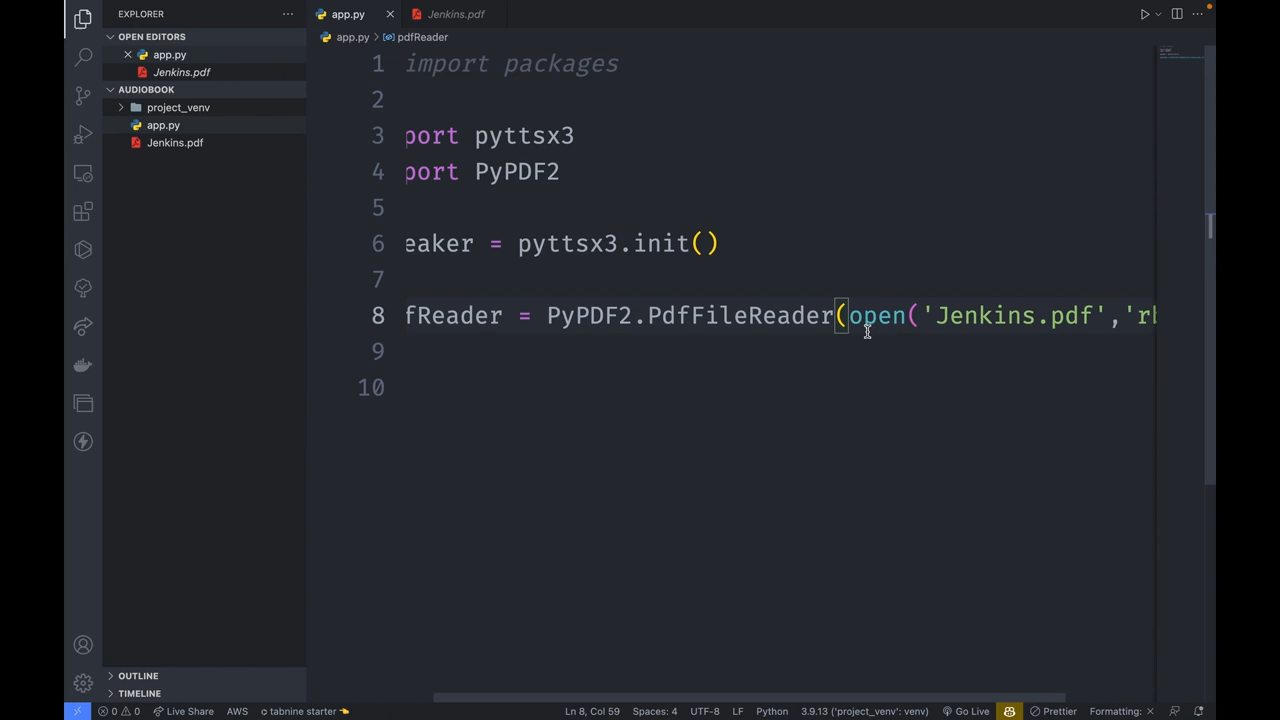 EXPLORER
OPEN EDITORS
app.py
Jenkins.pdf
AUDIOBOOK
project_venv
app.py
Jenkins.pdf
OUTLINE
TIMELINE
app.py
Jenkins.pdf
app.py > pdfReader
1 import packages
2
3 port pyttsx3
4 port PyPDF2
5
6 eaker = pyttsx3.init()
7
8 fReader = PyPDF2.PdfFileReader(open('Jenkins.pdf','rb
9
10
0 0 Live Share AWS tabnine starter Ln 8, Col 59 Spaces: 4 UTF-8 LF Python 3.9.13 ('project_venv': venv) Go Live Prettier Formatting: